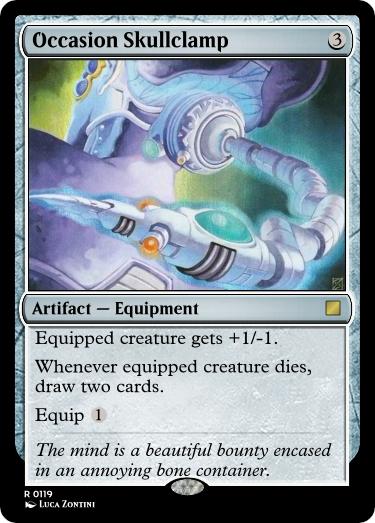 Occasion Skullclamp 3
Artifact — Equipment
Equipped creature gets +1/-1.
Whenever equipped creature dies,
draw two cards.
Equip 1
The mind is a beautiful bounty encased
in an annoying bone container.
R 0119
Luca Zontini